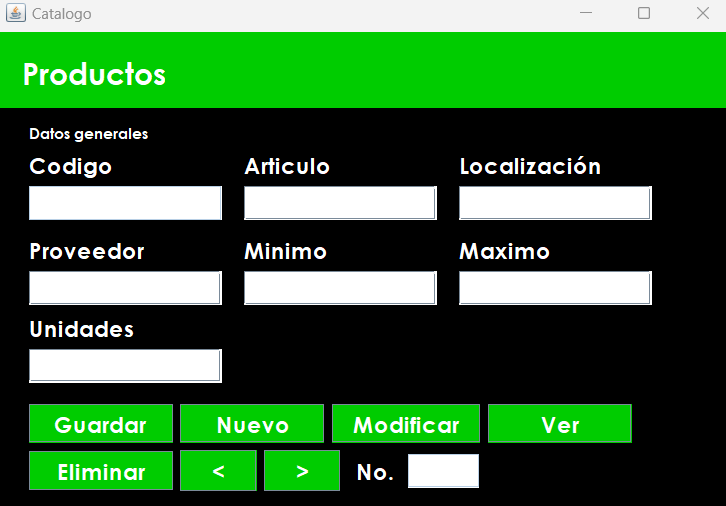 Catalogo
Productos
Datos generales
Codigo Articulo Localización
Proveedor Minimo Maximo
Unidades
Guardar Nuevo Modificar Ver
Eliminar < > No.